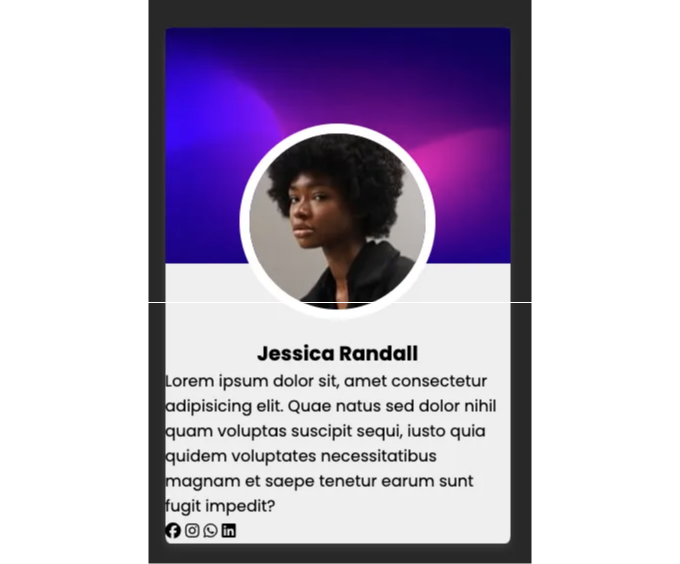 Jessica Randall
Lorem ipsum dolor sit, amet consectetur
adipisicing elit. Quae natus sed dolor nihil
quam voluptas suscipit sequi, iusto quia
quidem voluptates necessitatibus
magnam et saepe tenetur earum sunt
fugit impedit?